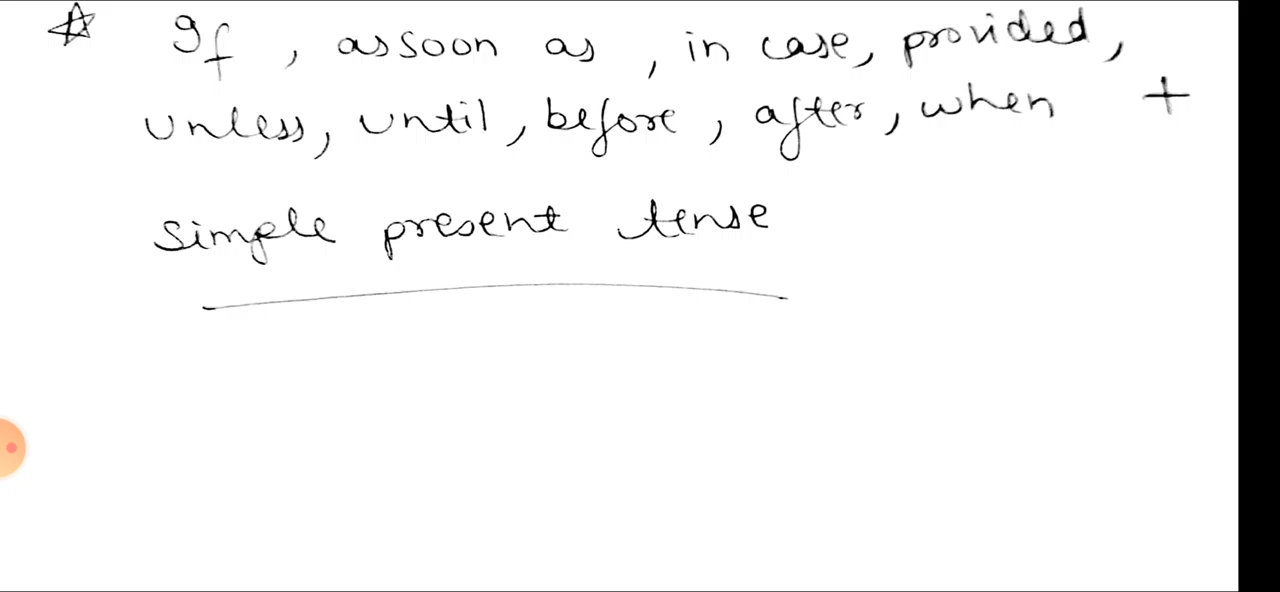 ☆ If, as soon as, in case, provided,
unless, until, before, after, when +
simple present tense